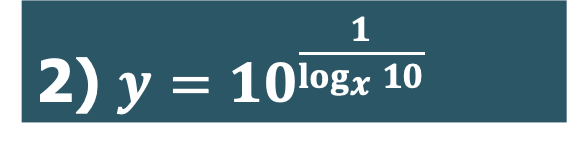 2) y = 10^(1/log_x 10)